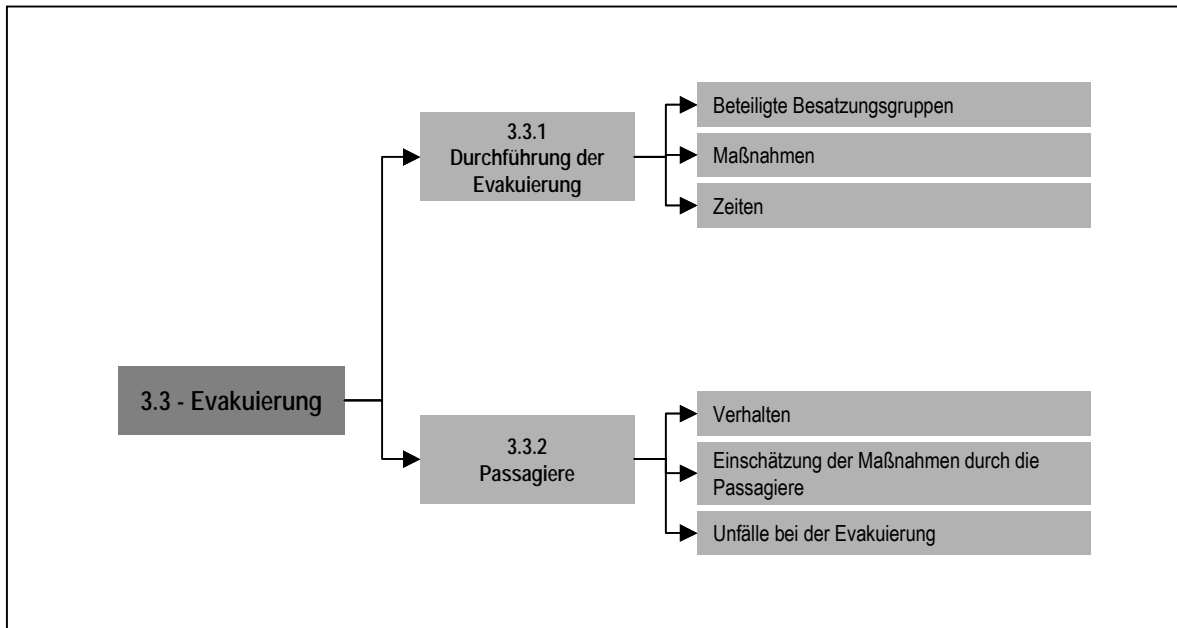 3.3 - Evakuierung
3.3.1
Durchführung der
Evakuierung
Beteiligte Besatzungsgruppen
Maßnahmen
Zeiten
3.3.2
Passagiere
Verhalten
Einschätzung der Maßnahmen durch die
Passagiere
Unfälle bei der Evakuierung